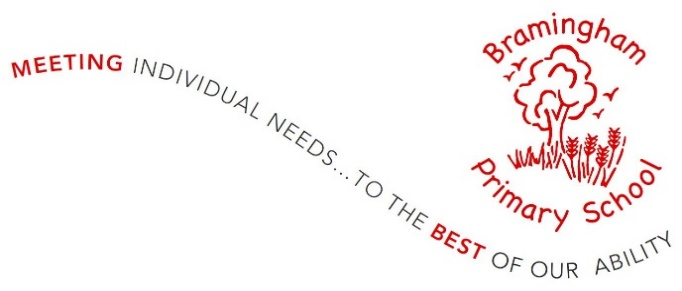 Bramingham
Primary School
MEETING INDIVIDUAL NEEDS...TO THE BEST OF OUR ABILITY